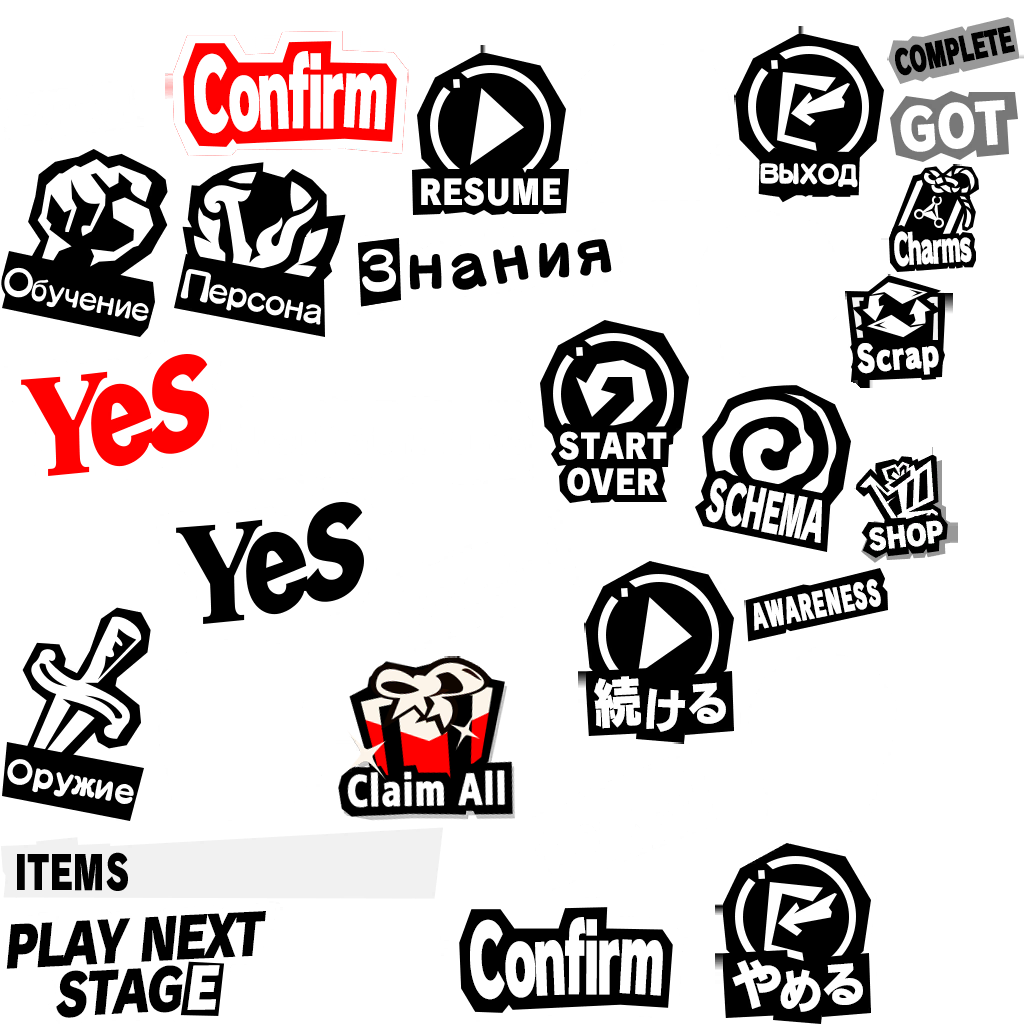 Confirm
RESUME
ВЫХОД
COMPLETE
GOT
Charms
Обучение
Персона
Знания
Scrap
Yes
START
OVER
SCHEMA
SHOP
Yes
AWARENESS
続ける
Оружие
Claim All
ITEMS
PLAY NEXT
STAGE
Confirm
やめる